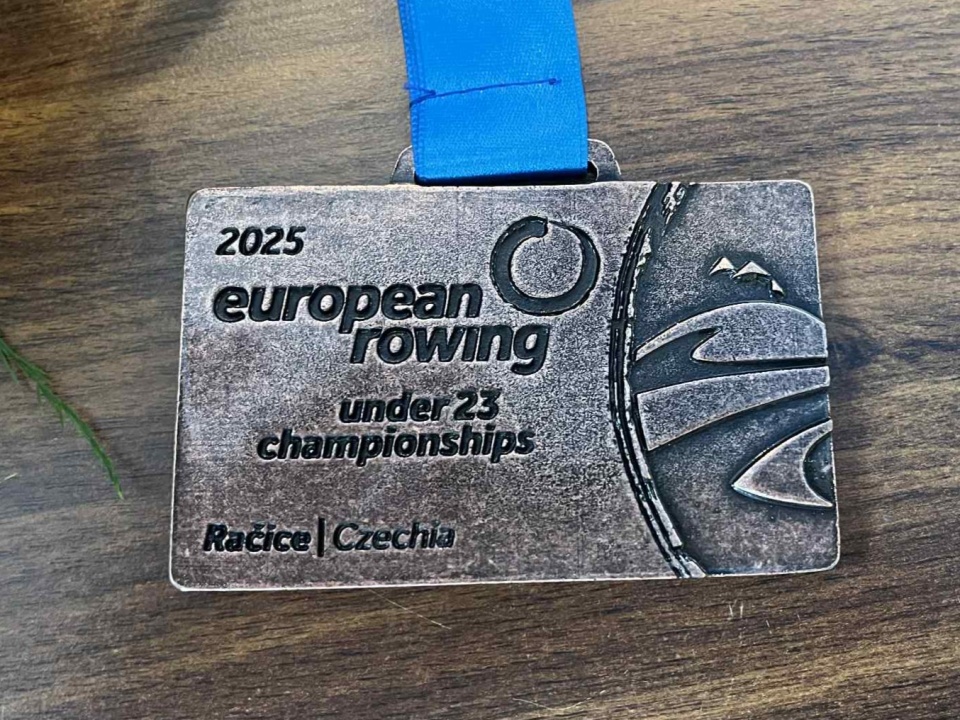 2025
european
rowing
under 23
championships
Račice | Czechia